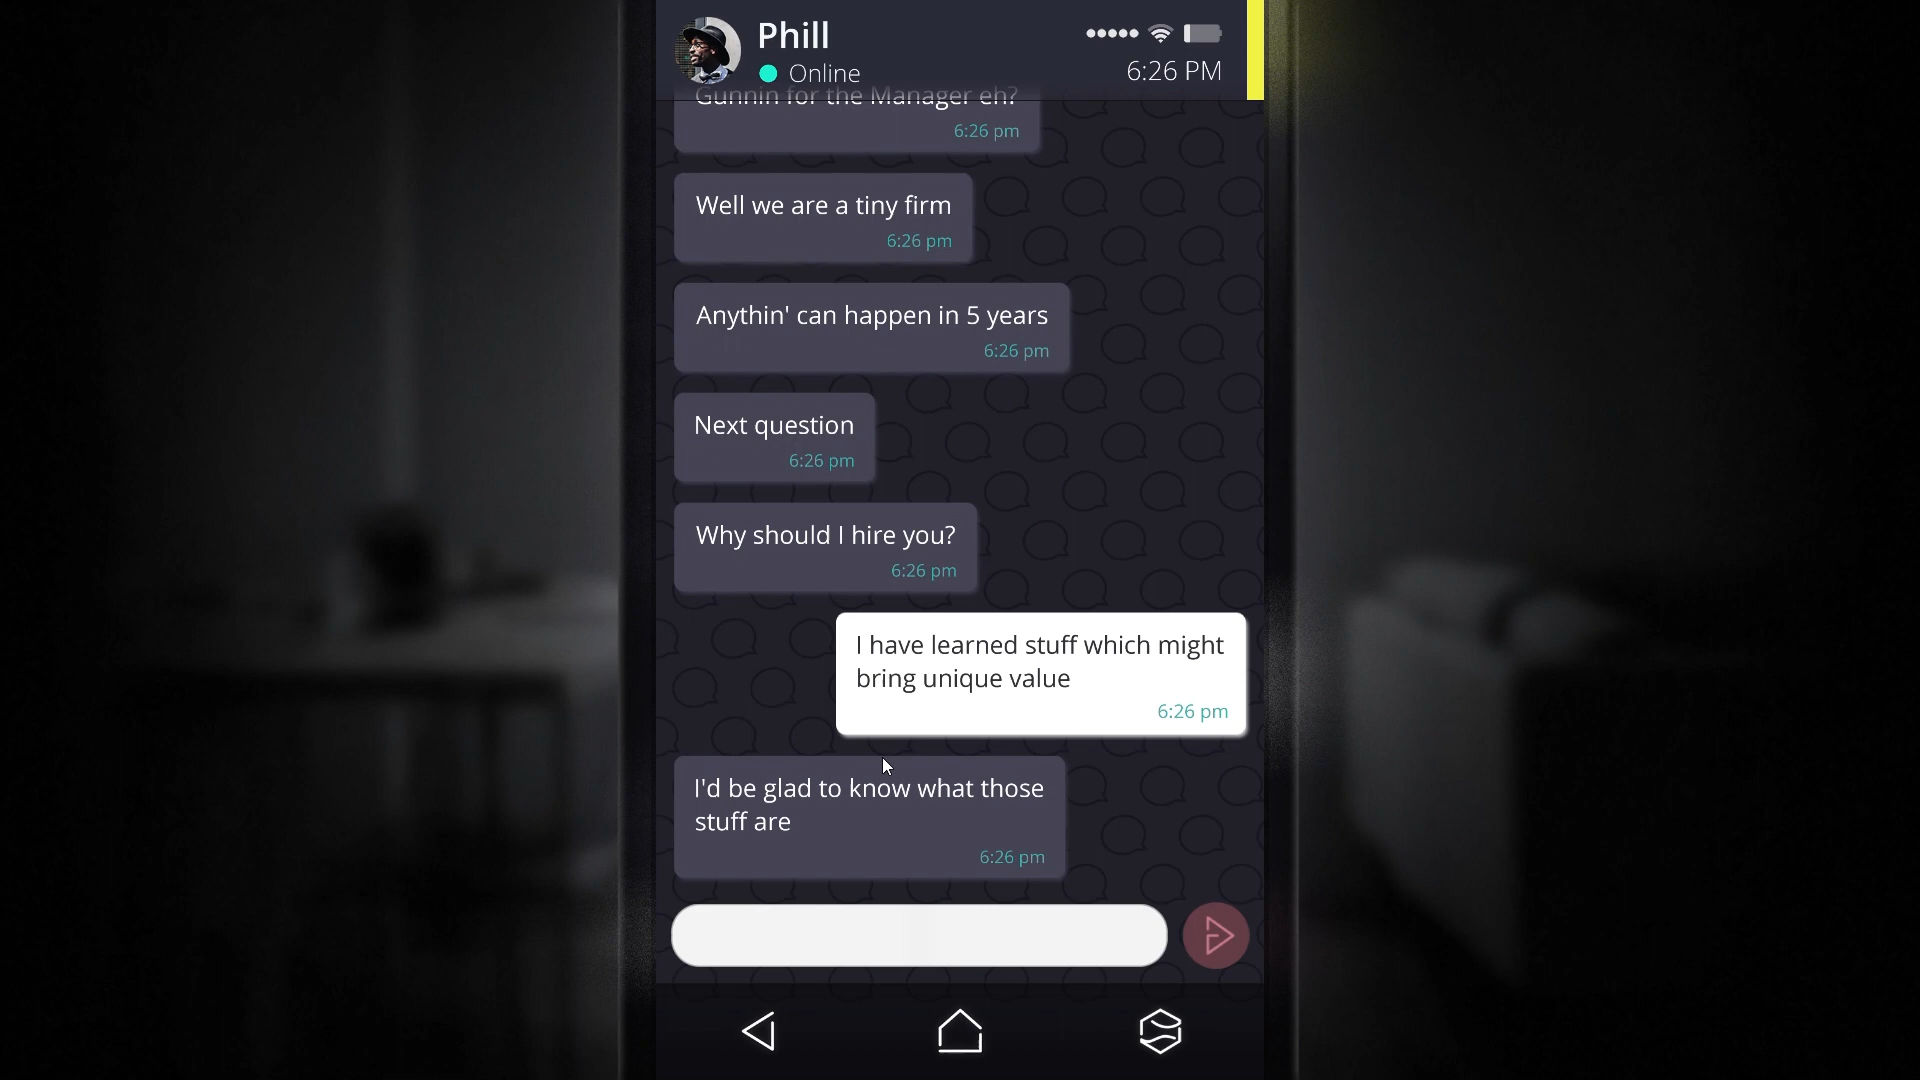 Phill
Online
6:26 PM
Gunnin for the Manager eh?
6:26 pm
Well we are a tiny firm
6:26 pm
Anythin' can happen in 5 years
6:26 pm
Next question
6:26 pm
Why should I hire you?
6:26 pm
I have learned stuff which might
bring unique value
6:26 pm
I'd be glad to know what those
stuff are
6:26 pm